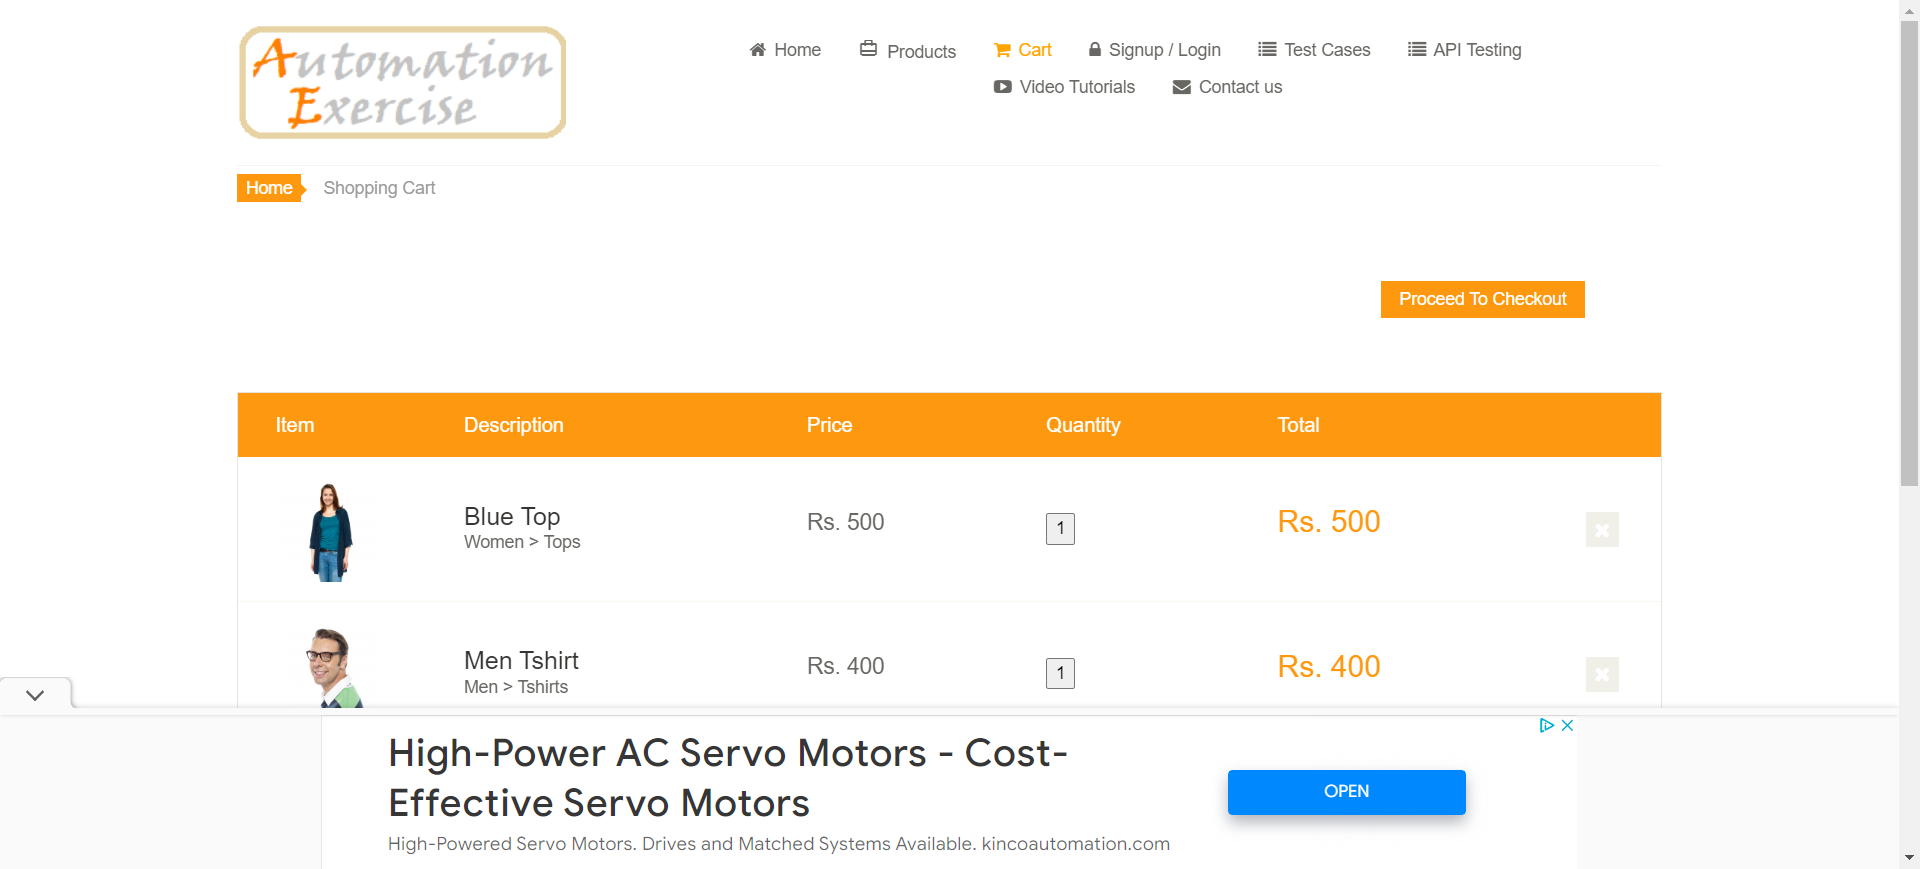 Automation
Exercise
Home
Products
Cart
Signup / Login
Test Cases
API Testing
Video Tutorials
Contact us
Home
Shopping Cart
Proceed To Checkout
Item Description Price Quantity Total
Blue Top
Women > Tops
Rs. 500
1
Rs. 500
Men Tshirt
Men > Tshirts
Rs. 400
1
Rs. 400
High-Power AC Servo Motors - Cost-
Effective Servo Motors
High-Powered Servo Motors. Drives and Matched Systems Available. kincoautomation.com
OPEN